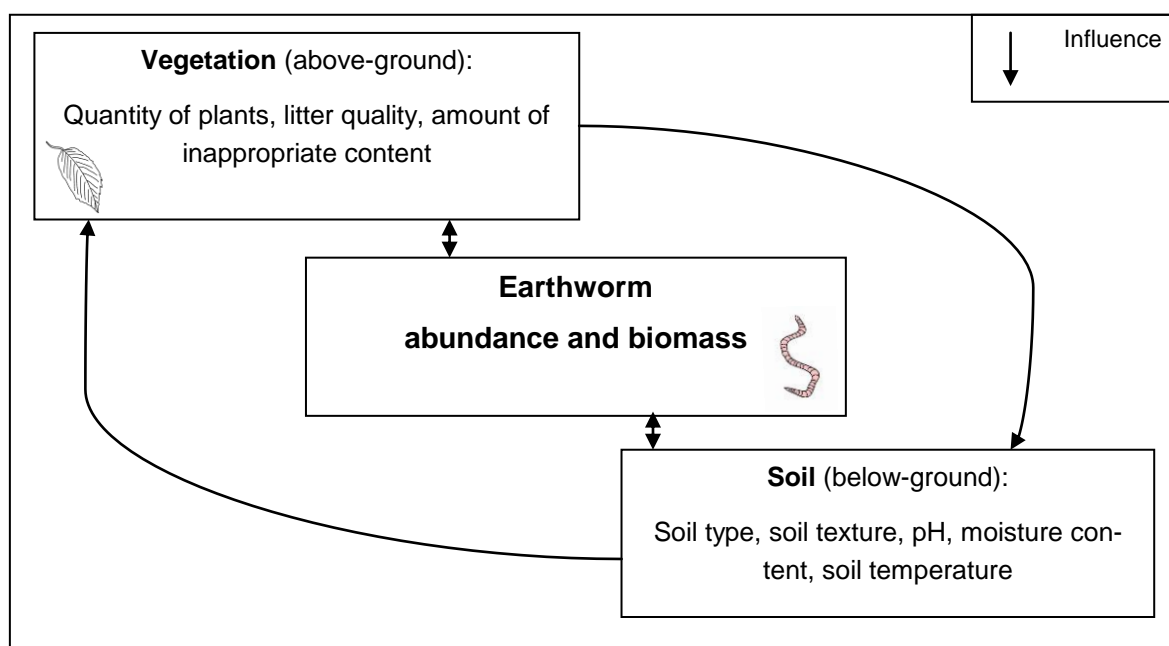 Influence
Vegetation (above-ground):
Quantity of plants, litter quality, amount of
inappropriate content
Earthworm
abundance and biomass
Soil (below-ground):
Soil type, soil texture, pH, moisture con-
tent, soil temperature